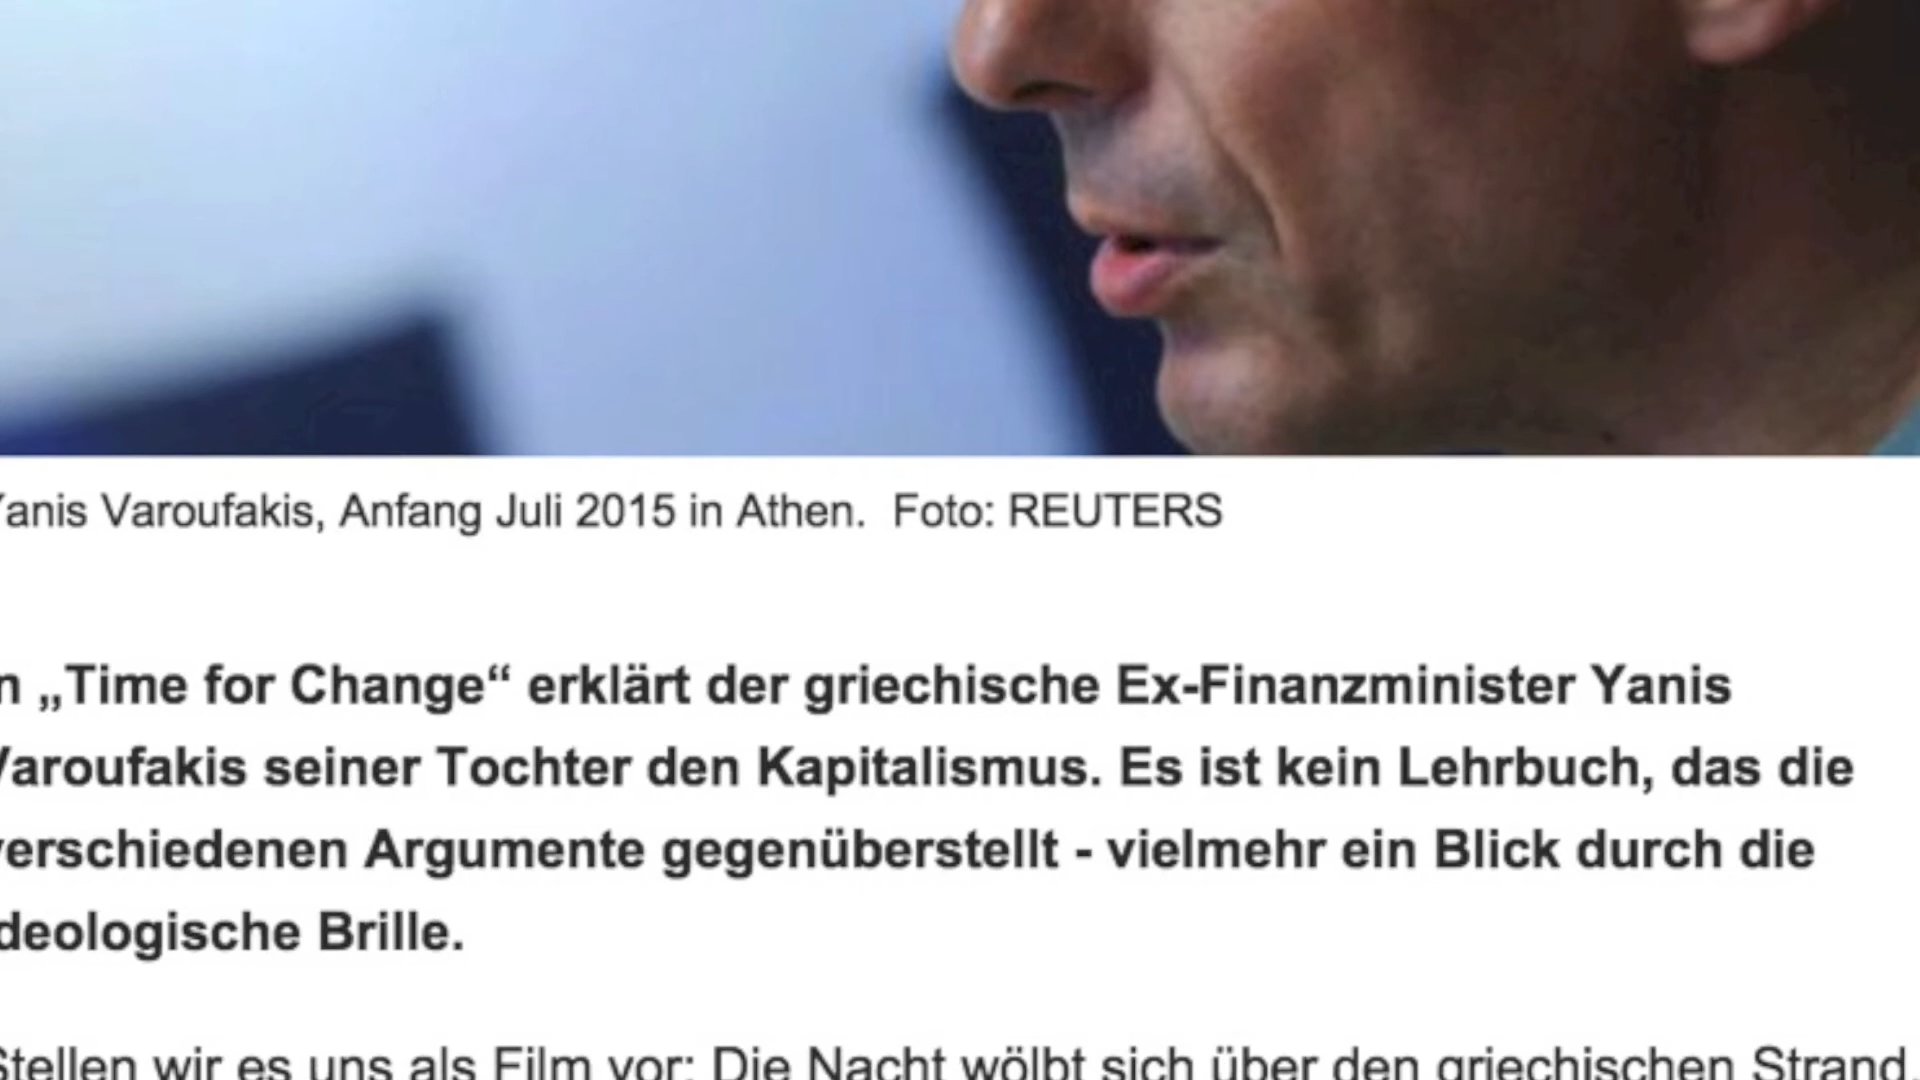 Yanis Varoufakis, Anfang Juli 2015 in Athen. Foto: REUTERS
n „Time for Change“ erklärt der griechische Ex-Finanzminister Yanis
Varoufakis seiner Tochter den Kapitalismus. Es ist kein Lehrbuch, das die
verschiedenen Argumente gegenüberstellt - vielmehr ein Blick durch die
deologische Brille.
Stellen wir es uns als Film vor: Die Nacht wölbt sich über den griechischen Strand,